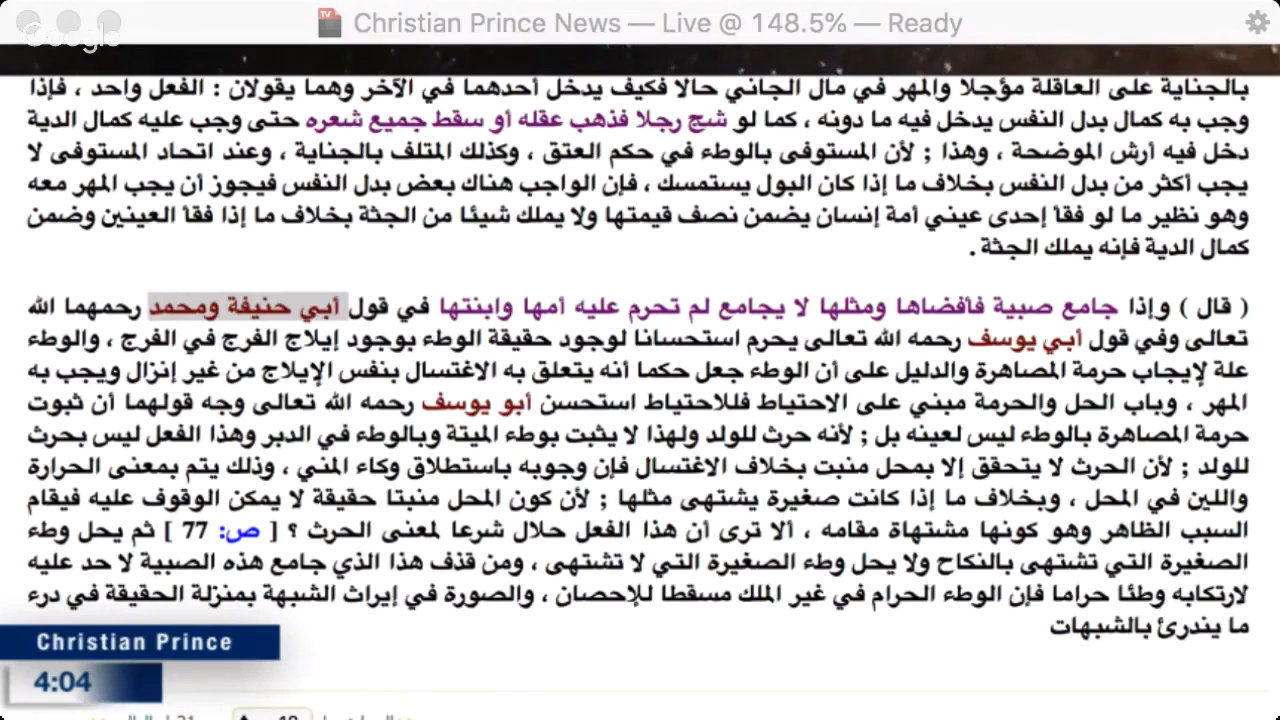 Christian Prince News — Live @ 148.5% — Ready
Google
بالجناية على العاقلة مؤجلا والمهر في مال الجاني حالا فكيف يدخل أحدهما في الآخر وهما يقولان : الفعل واحد ، فإذا
وجب به كمال بدل النفس يدخل فيه ما دونه ، كما لو شج رجلا فذهب عقله أو سقط جميع شعره حتى وجب عليه كمال الدية
دخل فيه أرش الموضحة ، وهذا ; لأن المستوفى بالوطء في حكم العتق ، وكذلك المتلف بالجناية ، وعند اتحاد المستوفى لا
يجب أكثر من بدل النفس بخلاف ما إذا كان البول يستمسك ، فإن الواجب هناك بعض بدل النفس فيجوز أن يجب المهر معه
وهو نظير ما لو فقأ إحدى عيني أمة إنسان يضمن نصف قيمتها ولا يملك شيئا من الجثة بخلاف ما إذا فقأ العينين وضمن
كمال الدية فإنه يملك الجثة .
( قال ) وإذا جامع صبية فأفضاها ومثلها لا يجامع لم تحرم عليه أمها وابنتها في قول أبي حنيفة ومحمد رحمهما الله
تعالى وفي قول أبي يوسف رحمه الله تعالى يحرم استحسانا لوجود حقيقة الوطء بوجود إيلاج الفرج في الفرج ، والوطء
علة لإيجاب حرمة المصاهرة والدليل على أن الوطء جعل حكما أنه يتعلق به الاغتسال بنفس الإيلاج من غير إنزال ويجب به
المهر ، وباب الحل والحرمة مبني على الاحتياط فللاحتياط استحسن أبو يوسف رحمه الله تعالى وجه قولهما أن ثبوت
حرمة المصاهرة بالوطء ليس لعينه بل ; لأنه حرث للولد ولهذا لا يثبت بوطء الميتة وبالوطء في الدبر وهذا الفعل ليس بحرث
للولد ; لأن الحرث لا يتحقق إلا بمحل منبت بخلاف الاغتسال فإن وجوبه باستطلاق وكاء المني ، وذلك يتم بمعنى الحرارة
واللين في المحل ، وبخلاف ما إذا كانت صغيرة يشتهى مثلها ; لأن كون المحل منبتا حقيقة لا يمكن الوقوف عليه فيقام
السبب الظاهر وهو كونها مشتهاة مقامه ، ألا ترى أن هذا الفعل حلال شرعا لمعنى الحرث ؟ [ ص: 77 ] ثم يحل وطء
الصغيرة التي تشتهى بالنكاح ولا يحل وطء الصغيرة التي لا تشتهى ، ومن قذف هذا الذي جامع هذه الصبية لا حد عليه
لارتكابه وطئا حراما فإن الوطء الحرام في غير الملك مسقطا للإحصان ، والصورة في إيراث الشبهة بمنزلة الحقيقة في درء
ما يندرئ بالشبهات
Christian Prince
4:04